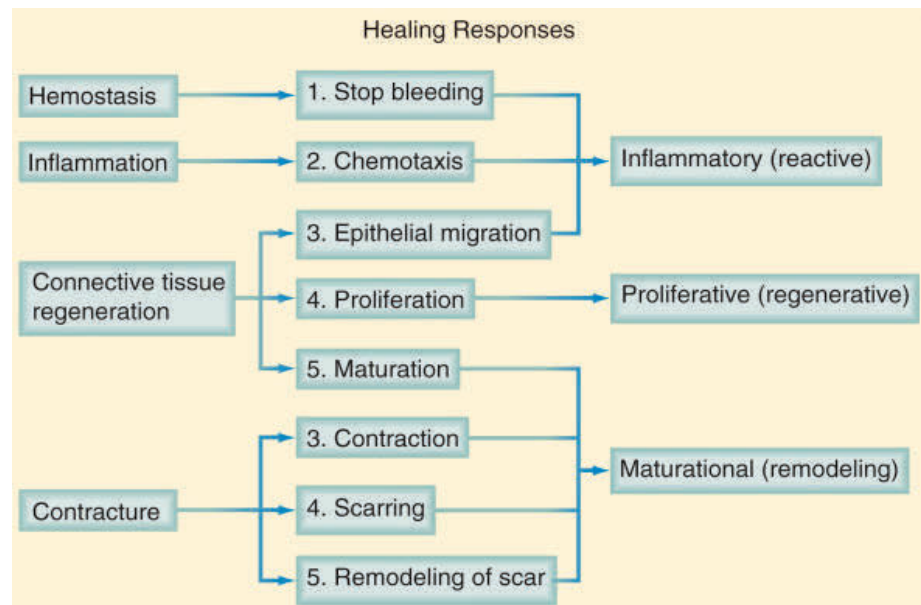 Healing Responses
Hemostasis
1. Stop bleeding
Inflammation
2. Chemotaxis
Inflammatory (reactive)
3. Epithelial migration
Connective tissue
regeneration
4. Proliferation
Proliferative (regenerative)
5. Maturation
3. Contraction
Maturational (remodeling)
Contracture
4. Scarring
5. Remodeling of scar